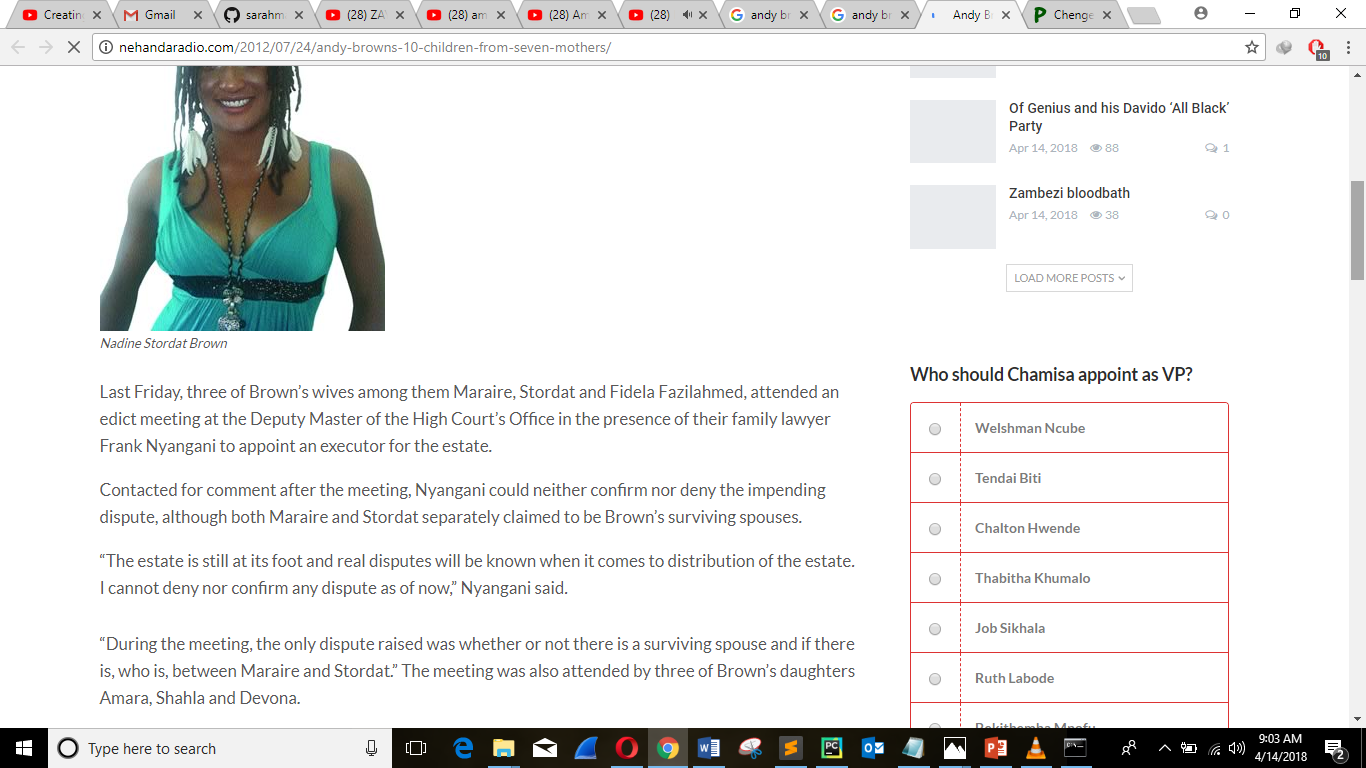 Creatin
Gmail
sarahm
(28) ZA
(28) am
(28) Am
(28)
andy br
andy br
Andy B
Chenge
nehandaradio.com/2012/07/24/andy-browns-10-children-from-seven-mothers/
10
Nadine Stordat Brown
Last Friday, three of Brown’s wives among them Maraire, Stordat and Fidela Fazilahmed, attended an
edict meeting at the Deputy Master of the High Court’s Office in the presence of their family lawyer
Frank Nyangani to appoint an executor for the estate.
Contacted for comment after the meeting, Nyangani could neither confirm nor deny the impending
dispute, although both Maraire and Stordat separately claimed to be Brown’s surviving spouses.
“The estate is still at its foot and real disputes will be known when it comes to distribution of the estate.
I cannot deny nor confirm any dispute as of now,” Nyangani said.
“During the meeting, the only dispute raised was whether or not there is a surviving spouse and if there
is, who is, between Maraire and Stordat.” The meeting was also attended by three of Brown’s daughters
Amara, Shahla and Devona.
Of Genius and his Davido ‘All Black’
Party
Apr 14, 2018 88 1
Zambezi bloodbath
Apr 14, 2018 38 0
LOAD MORE POSTS
Who should Chamisa appoint as VP?
Welshman Ncube
Tendai Biti
Chalton Hwende
Thabitha Khumalo
Job Sikhala
Ruth Labode
Type here to search
9:03 AM
4/14/2018
2